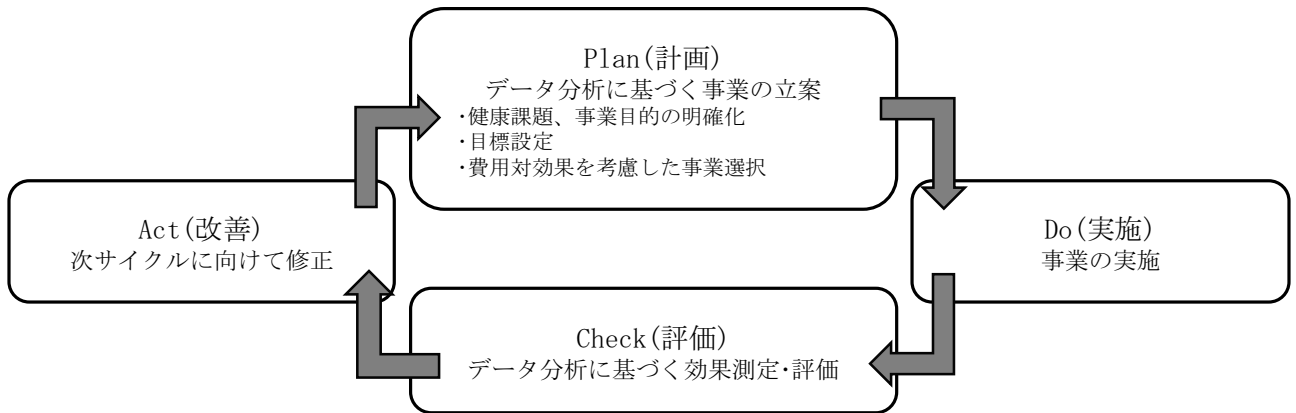 Plan(計画)
データ分析に基づく事業の立案
・健康課題、事業目的の明確化
・目標設定
・費用対効果を考慮した事業選択
Do(実施)
事業の実施
Check(評価)
データ分析に基づく効果測定・評価
Act(改善)
次サイクルに向けて修正